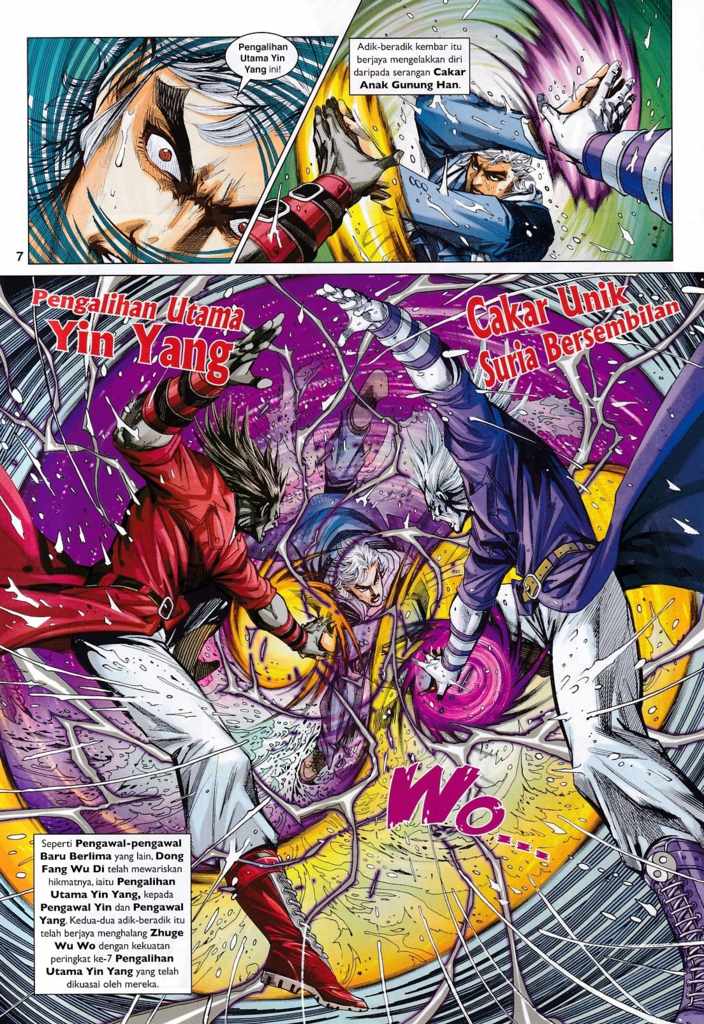 Pengalihan
Utama Yin
Yang ini!
Adik-beradik kembar itu
berjaya mengelakkan diri
daripada serangan Cakar
Anak Gunung Han.
7
Pengalihan Utama
Yin Yang
Cakar Unik
Suria Bersembilan
Wo...
Seperti Pengawal-pengawal
Baru Berlima yang lain, Dong
Fang Wu Di telah mewariskan
hikmatnya, iaitu Pengalihan
Utama Yin Yang, kepada
Pengawal Yin dan Pengawal
Yang. Kedua-dua adik-beradik itu
telah berjaya menghalang Zhuge
Wu Wo dengan kekuatan
peringkat ke-7 Pengalihan
Utama Yin Yang yang telah
dikuasai oleh mereka.